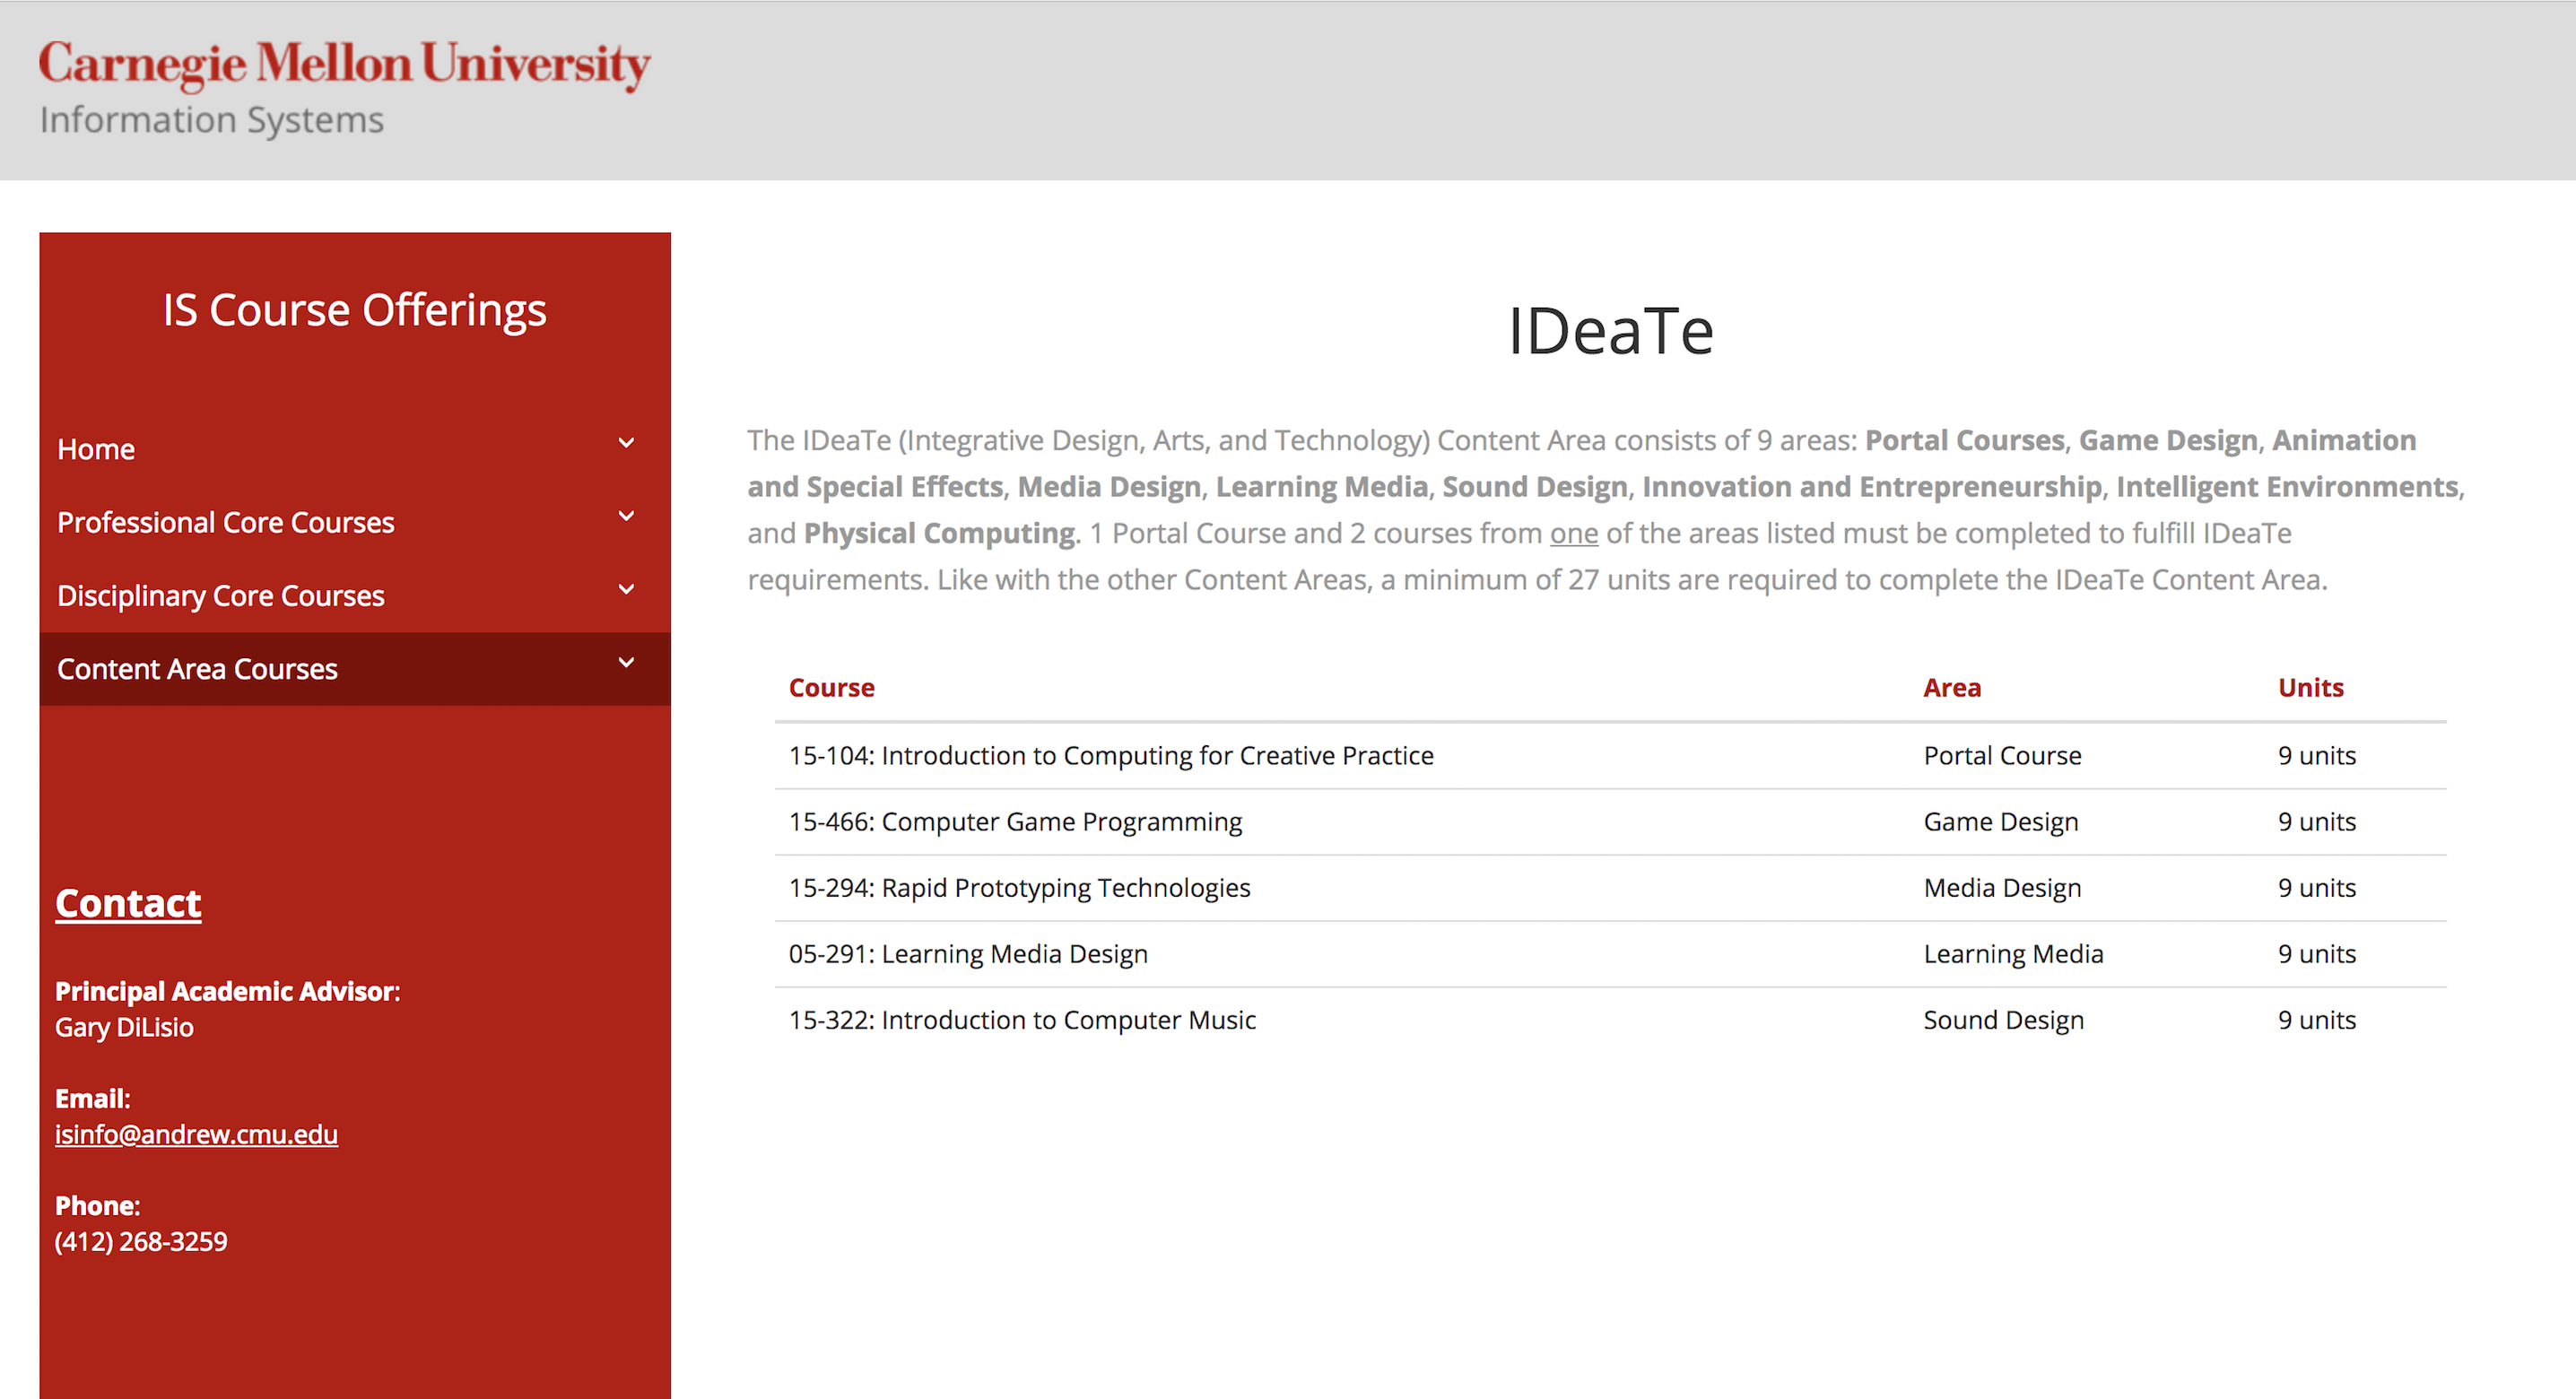 Carnegie Mellon University
Information Systems
IS Course Offerings
Home
Professional Core Courses
Disciplinary Core Courses
Content Area Courses
Contact
Principal Academic Advisor:
Gary DiLisio
Email:
isinfo@andrew.cmu.edu
Phone:
(412) 268-3259
IDeaTe
The IDeaTe (Integrative Design, Arts, and Technology) Content Area consists of 9 areas: Portal Courses, Game Design, Animation
and Special Effects, Media Design, Learning Media, Sound Design, Innovation and Entrepreneurship, Intelligent Environments,
and Physical Computing. 1 Portal Course and 2 courses from one of the areas listed must be completed to fulfill IDeaTe
requirements. Like with the other Content Areas, a minimum of 27 units are required to complete the IDeaTe Content Area.
Course Area Units
15-104: Introduction to Computing for Creative Practice Portal Course 9 units
15-466: Computer Game Programming Game Design 9 units
15-294: Rapid Prototyping Technologies Media Design 9 units
05-291: Learning Media Design Learning Media 9 units
15-322: Introduction to Computer Music Sound Design 9 units